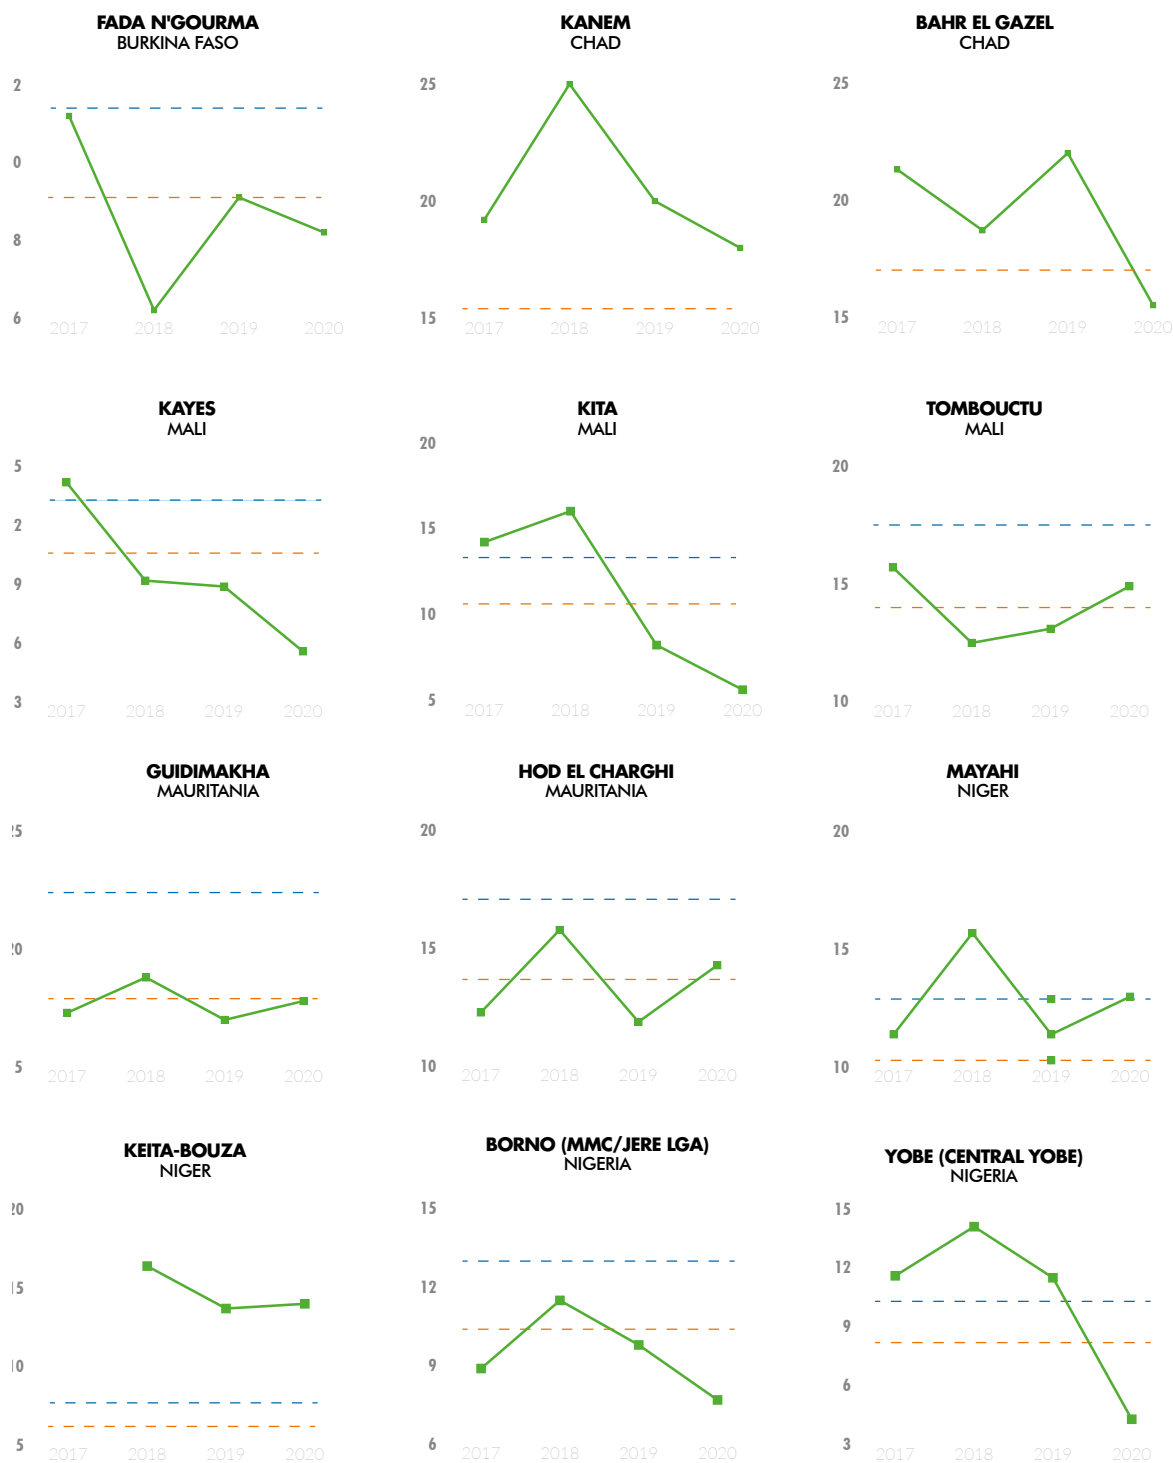 FADA N'GOURMA
BURKINA FASO
2
0
8
6
2017 2018 2019 2020
KANEM
CHAD
25
20
15
2017 2018 2019 2020
BAHR EL GAZEL
CHAD
25
20
15
2017 2018 2019 2020
KAYES
MALI
5
2
9
6
3
2017 2018 2019 2020
KITA
MALI
20
15
10
5
2017 2018 2019 2020
TOMBOUCTU
MALI
20
15
10
2017 2018 2019 2020
GUIDIMAKHA
MAURITANIA
25
20
5
2017 2018 2019 2020
HOD EL CHARGHI
MAURITANIA
20
15
10
2017 2018 2019 2020
MAYAHI
NIGER
20
15
10
2017 2018 2019 2020
KEITA-BOUZA
NIGER
20
15
10
5
2017 2018 2019 2020
BORNO (MMC/JERE LGA)
NIGERIA
15
12
9
6
2017 2018 2019 2020
YOBE (CENTRAL YOBE)
NIGERIA
15
12
9
6
3
2017 2018 2019 2020